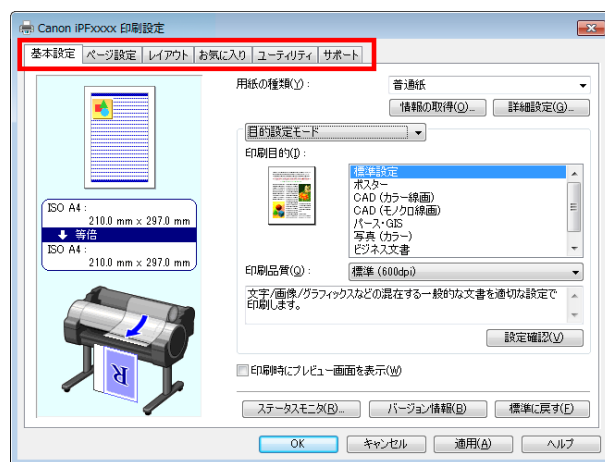 Canon iPFxxxx 印刷設定
基本設定 ページ設定 レイアウト お気に入り ユーティリティ サポート
用紙の種類(Y): 普通紙
情報の取得(O)... 詳細設定(G)...
目的設定モード
印刷目的(I):
標準設定
ポスター
CAD (カラー線画)
CAD (モノクロ線画)
パース・GIS
写真 (カラー)
ビジネス文書
ISO A4:
210.0 mm x 297.0 mm
等倍
ISO A4:
210.0 mm x 297.0 mm
印刷品質(Q): 標準 (600dpi)
文字/画像/グラフィックスなどの混在する一般的な文書を適切な設定で
印刷します。
設定確認(V)
R
印刷時にプレビュー画面を表示(W)
ステータスモニタ(R)... バージョン情報(B) 標準に戻す(F)
OK キャンセル 適用(A) ヘルプ